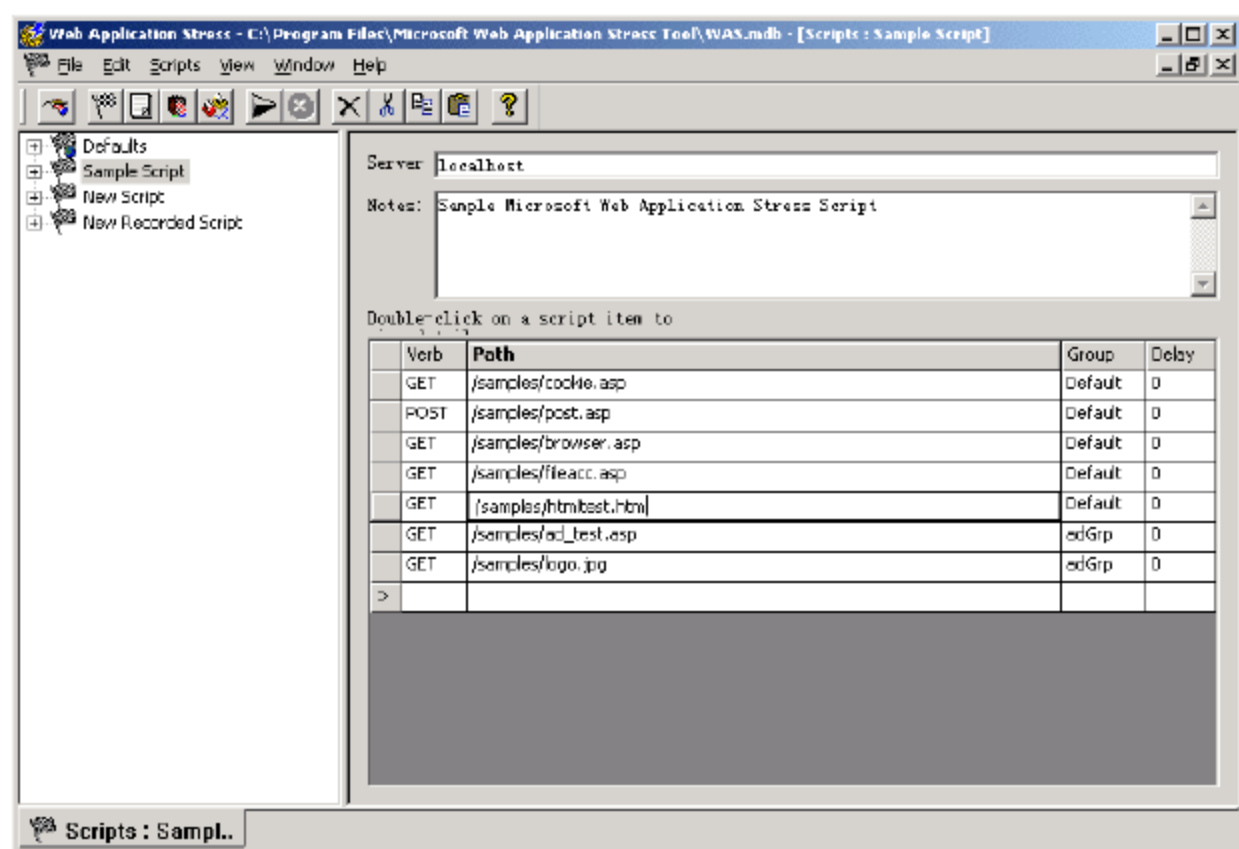 Web Application Stress - C:\Program Files\Microsoft Web Application Stress Tool\WAS.mdb - [Scripts : Sample Script]
File Edit Scripts View Window Help
Defaults
Sample Script
New Script
New Recorded Script
Server localhost
Notes: Sample Microsoft Web Application Stress Script
Double-click on a script item to
Verb Path Group Delay
GET /samples/cookie.asp Default 0
POST /samples/post.asp Default 0
GET /samples/browser.asp Default 0
GET /samples/fileacc.asp Default 0
GET /samples/htmltest.htm Default 0
GET /samples/ad_test.asp adGrp 0
GET /samples/logo.jpg adGrp 0
Scripts : Sampl..